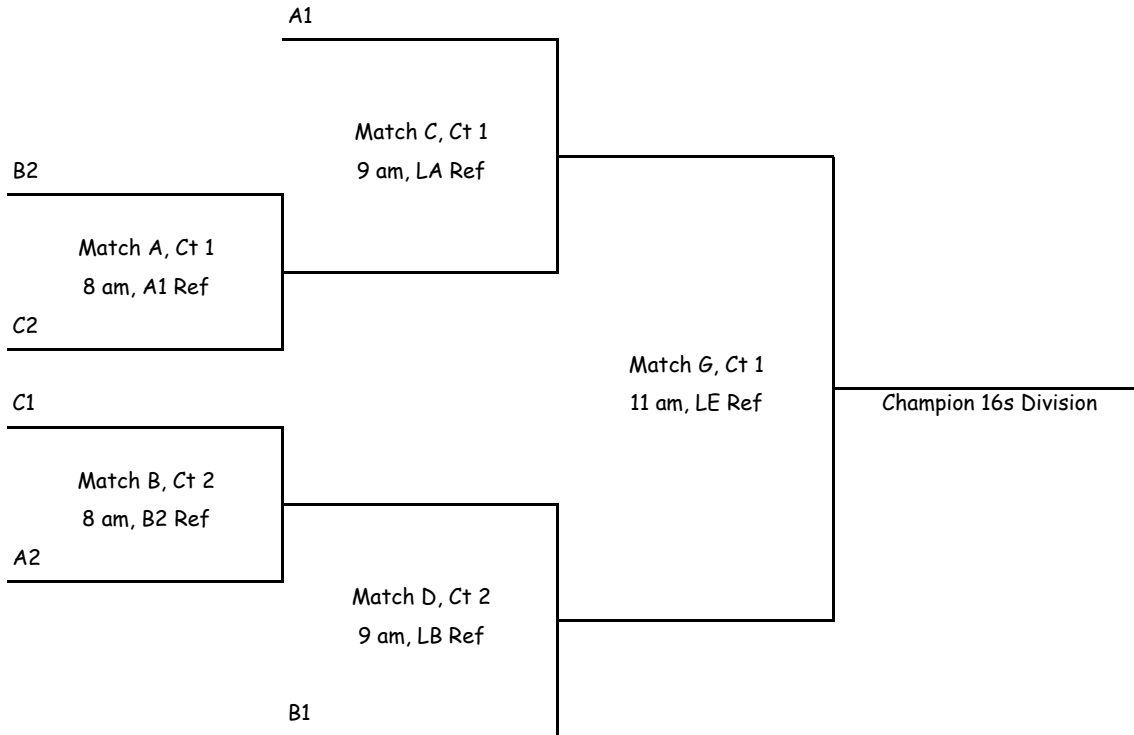 A1
Match C, Ct 1
9 am, LA Ref
B2
Match A, Ct 1
8 am, A1 Ref
C2
Match G, Ct 1
11 am, LE Ref
Champion 16s Division
C1
Match B, Ct 2
8 am, B2 Ref
A2
Match D, Ct 2
9 am, LB Ref
B1